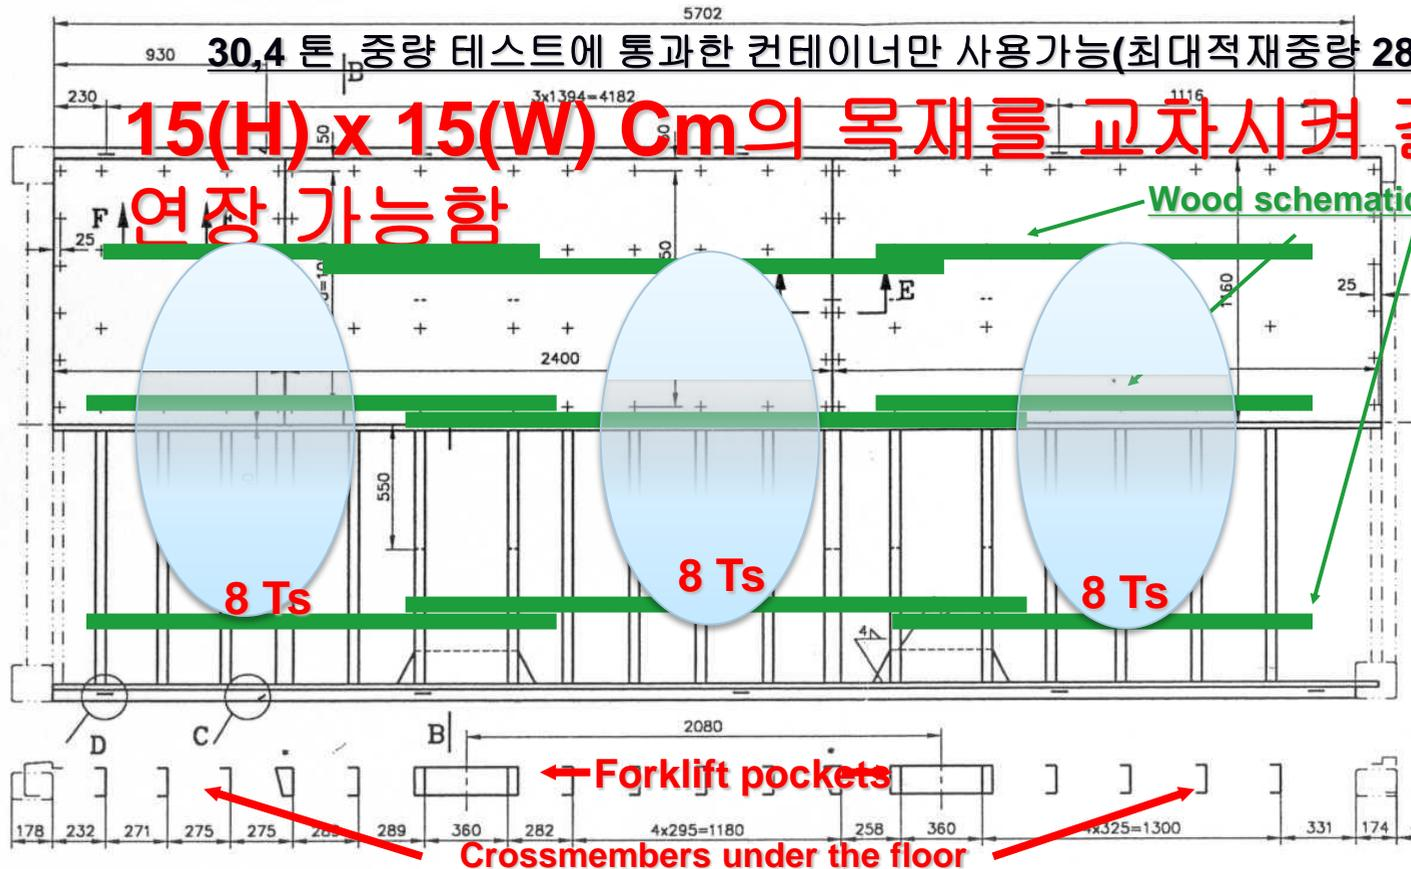 5702
930
30,4 톤 중량 테스트에 통과한 컨테이너만 사용가능(최대적재중량 28
B
230
3x1394=4182
1116
15(H) x 15(W) Cm의 목재를 교차시켜
연장 가능함
50
Wood schematic
F
25
E
25
2400
550
8 Ts
8 Ts
8 Ts
4
D
C
B
2080
Forklift pockets
178
232
271
275
275
289
360
282
4x295=1180
258
360
4x325=1300
331
174
Crossmembers under the floor